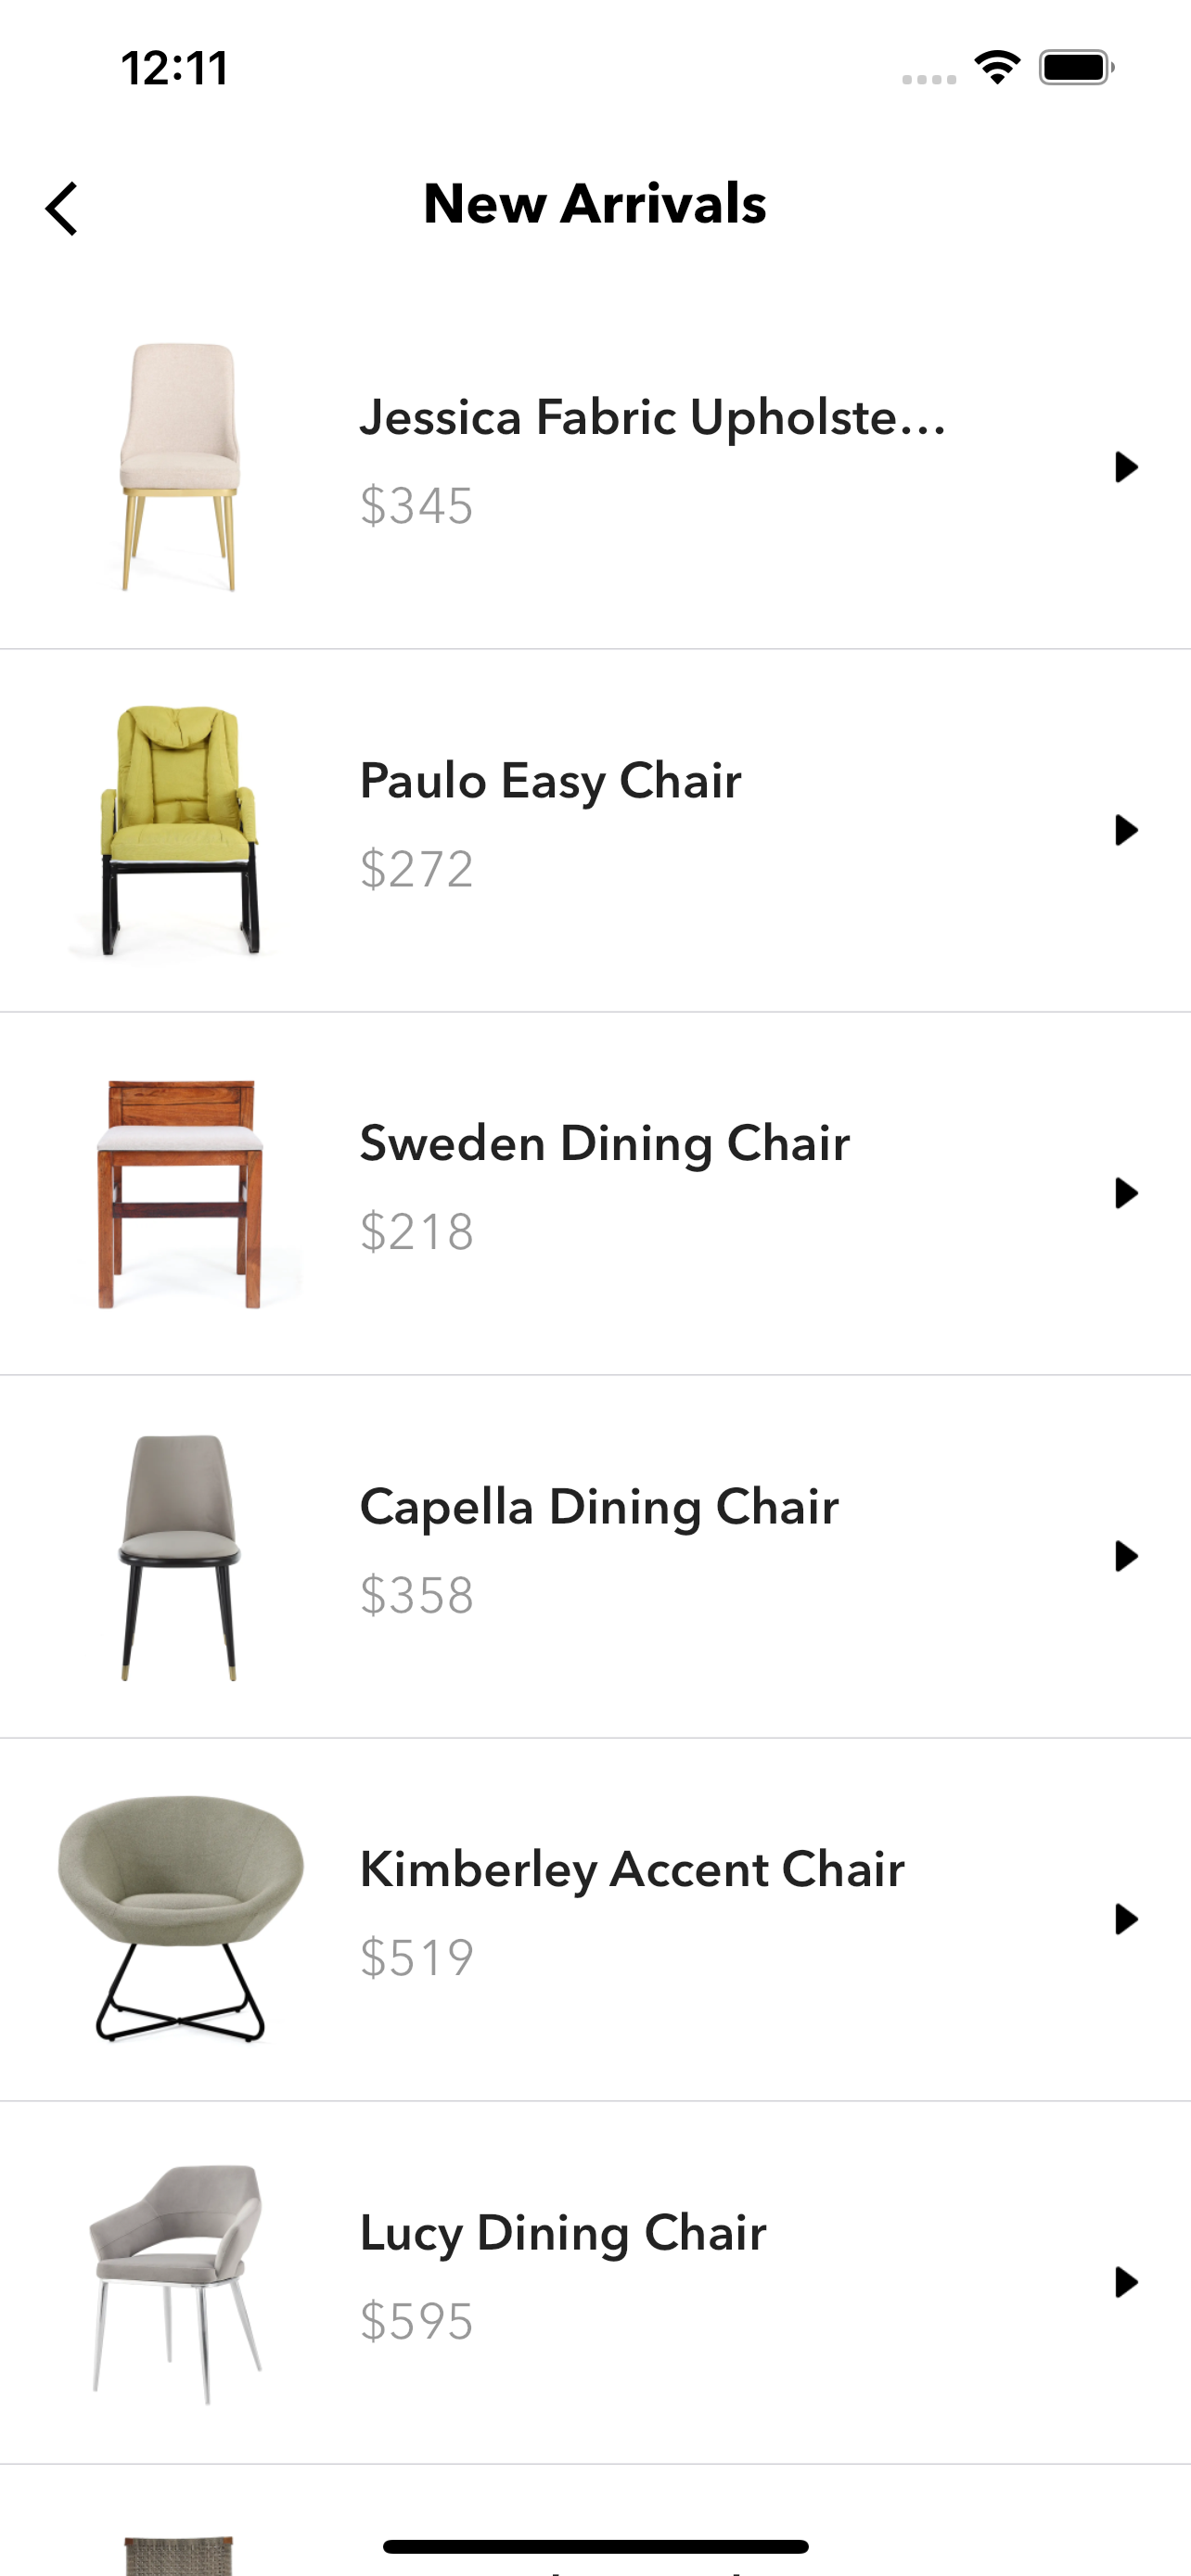 12:11
New Arrivals
Jessica Fabric Upholste...
$345
Paulo Easy Chair
$272
Sweden Dining Chair
$218
Capella Dining Chair
$358
Kimberley Accent Chair
$519
Lucy Dining Chair
$595